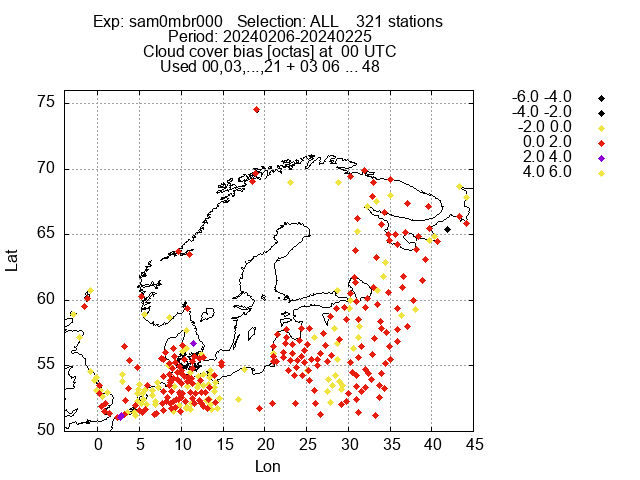 Exp: sam0mbr000 Selection: ALL 321 stations
Period: 20240206-20240225
Cloud cover bias [octas] at 00 UTC
Used 00,03,...,21 + 03 06 ... 48
-6.0 -4.0
-4.0 -2.0
-2.0 0.0
0.0 2.0
2.0 4.0
4.0 6.0
75
70
65
60
55
50
Lat
0 5 10 15 20 25 30 35 40 45
Lon